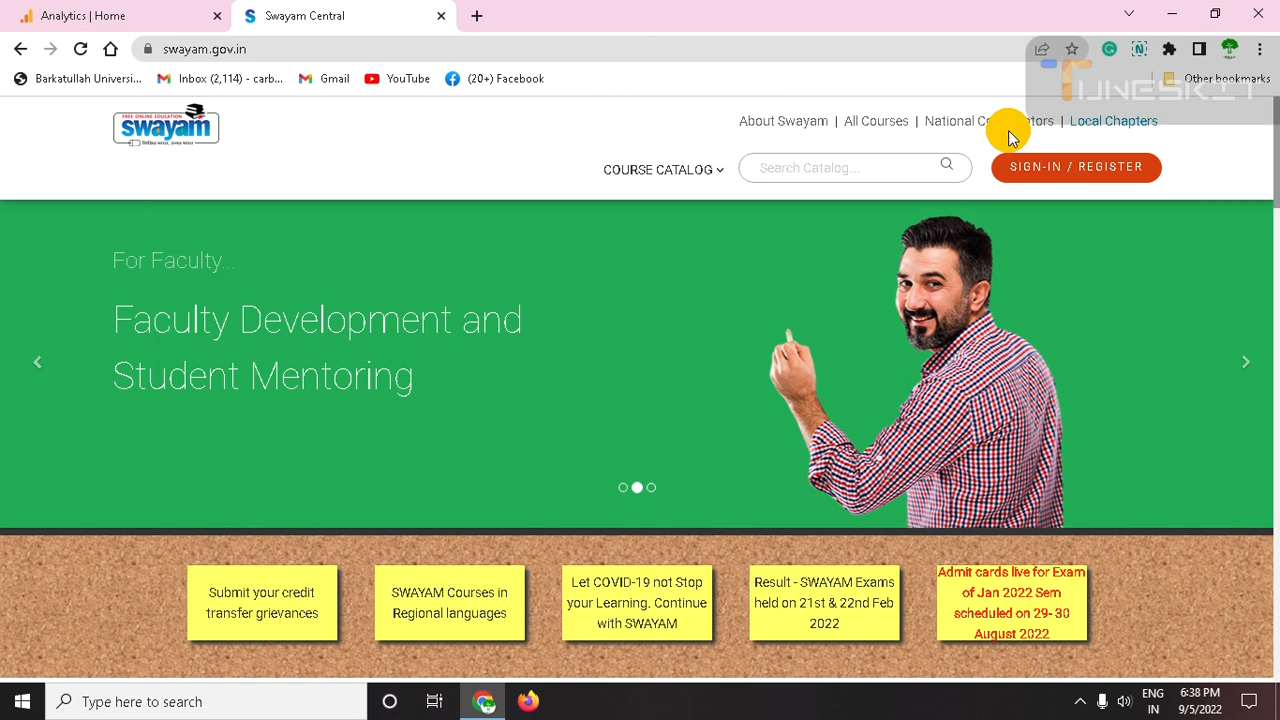 Analytics | Home
Swayam Central
swayam.gov.in
Barkatullah Universi...
Inbox (2,114) - carb...
Gmail
YouTube
(20+) Facebook
Other bookmarks
TUNESKIT
FREE ONLINE EDUCATION
swayam
About Swayam | All Courses | National Co tors | Local Chapters
COURSE CATALOG
Search Catalog...
SIGN-IN / REGISTER
For Faculty...
Faculty Development and
Student Mentoring
Submit your credit
transfer grievances
SWAYAM Courses in
Regional languages
Let COVID-19 not Stop
your Learning. Continue
with SWAYAM
Result - SWAYAM Exams
held on 21st & 22nd Feb
2022
Admit cards live for Exam
of Jan 2022 Sem
scheduled on 29- 30
August 2022
Type here to search
ENG
IN
6:38 PM
9/5/2022